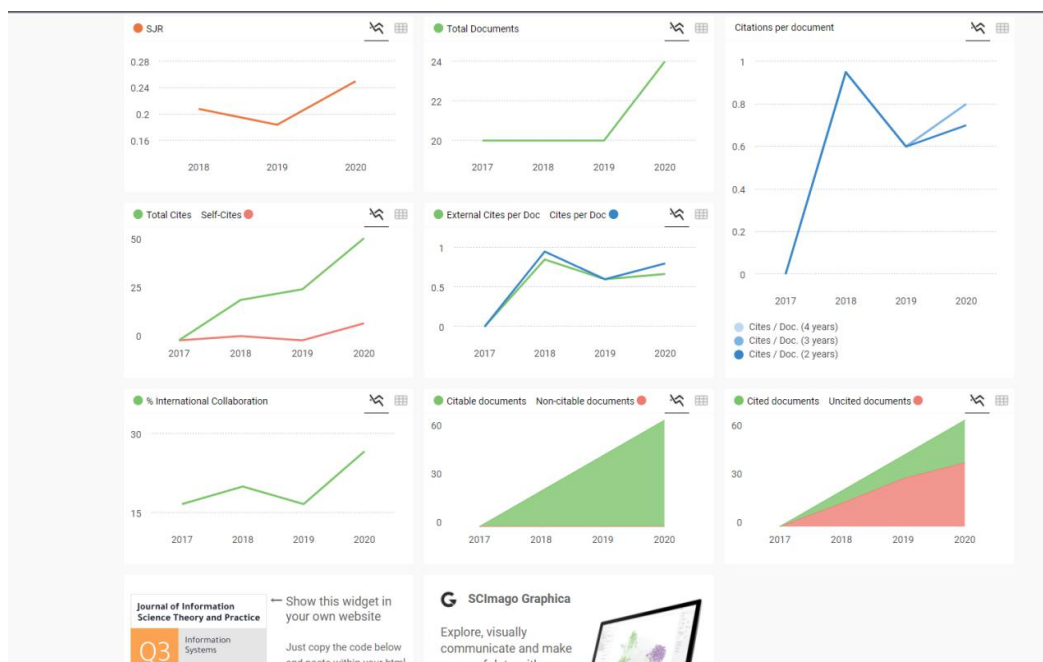 SJR
0.28
0.24
0.2
0.16
2018 2019 2020
Total Documents
24
22
20
2017 2018 2019 2020
Citations per document
1
0.8
0.6
0.4
0.2
0
2017 2018 2019 2020
Cites / Doc. (4 years)
Cites / Doc. (3 years)
Cites / Doc. (2 years)
Total Cites Self-Cites
50
25
0
2017 2018 2019 2020
External Cites per Doc Cites per Doc
1
0.5
0
2017 2018 2019 2020
% International Collaboration
30
15
2017 2018 2019 2020
Citable documents Non-citable documents
60
30
0
2017 2018 2019 2020
Cited documents Uncited documents
60
30
0
2017 2018 2019 2020
Journal of Information
Science Theory and Practice
Q3
Information
Systems
← Show this widget in
your own website
Just copy the code below
SCImago Graphica
Explore, visually
communicate and make